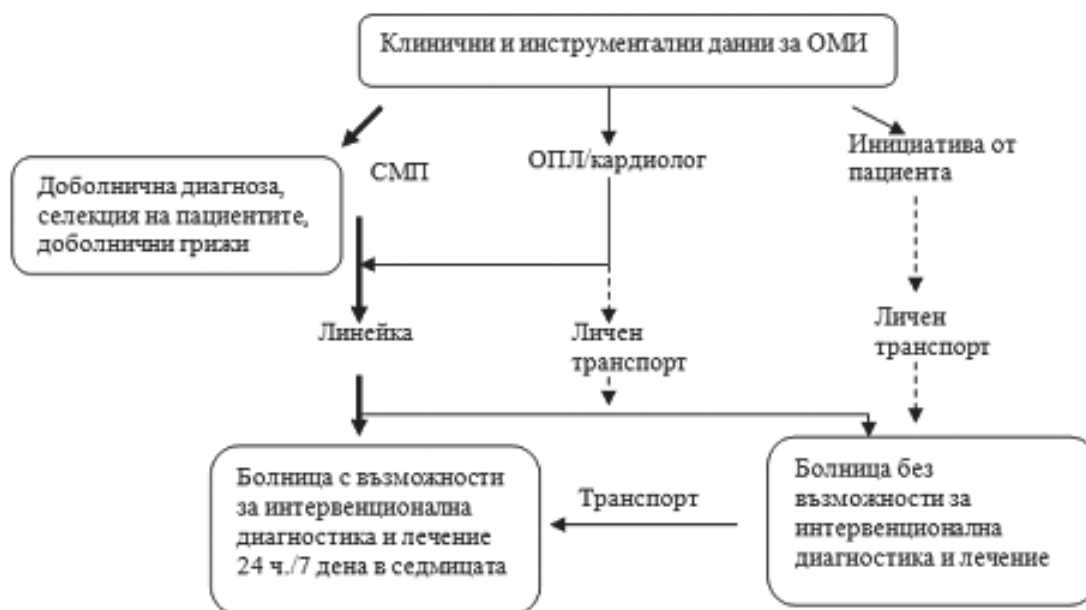 Клинични и инструментални данни за ОМИ
СМП
ОПЛ/кардиолог
Инициатива от
пациента
Доболнична диагноза,
селекция на пациентите,
доболнични грижи
Линейка
Личен
транспорт
Личен
транспорт
Болница с възможности
за интервенционална
диагностика и лечение
24 ч./7 дена в седмицата
Транспорт
Болница без
възможности за
интервенционална
диагностика и лечение